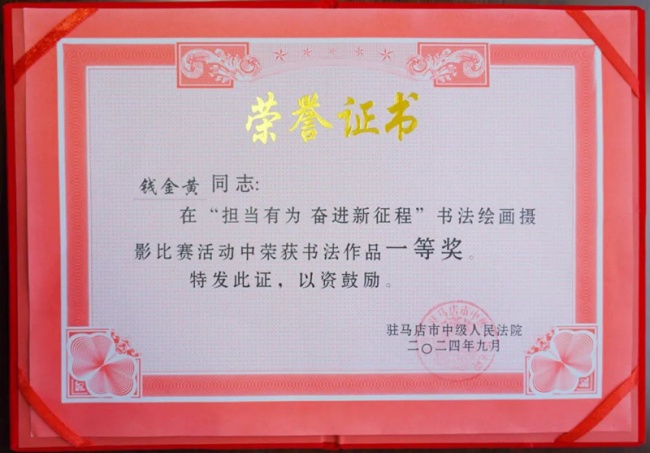 荣誉证书
钱金黄 同志:
在“担当有为 奋进新征程”书法绘画摄
影比赛活动中荣获书法作品一等奖。
特发此证，以资鼓励。
驻马店市中级人民法院
二〇二四年九月